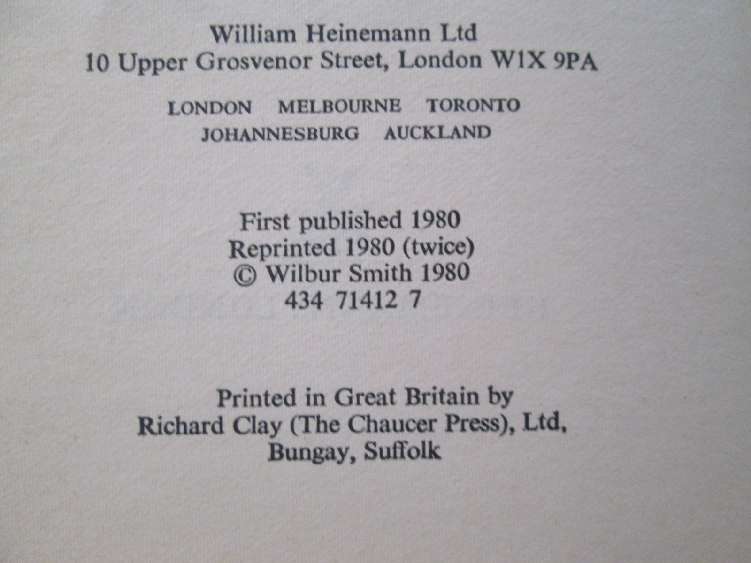 William Heinemann Ltd
10 Upper Grosvenor Street, London W1X 9PA
LONDON MELBOURNE TORONTO
JOHANNESBURG AUCKLAND
First published 1980
Reprinted 1980 (twice)
© Wilbur Smith 1980
434 71412 7
Printed in Great Britain by
Richard Clay (The Chaucer Press), Ltd,
Bungay, Suffolk